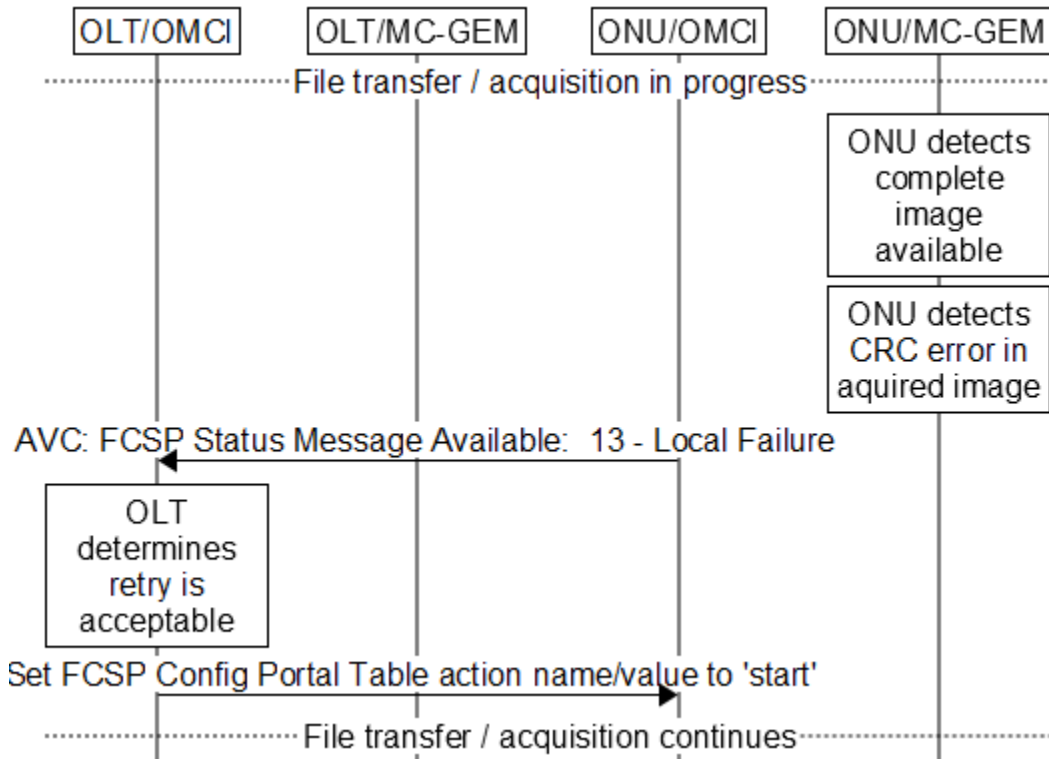 OLT/OMCI OLT/MC-GEM ONU/OMCI ONU/MC-GEM
File transfer / acquisition in progress
ONU detects
complete
image
available
ONU detects
CRC error in
aquired image
AVC: FCSP Status Message Available:  13 - Local Failure
OLT
determines
retry is
acceptable
Set FCSP Config Portal Table action name/value to 'start'
File transfer / acquisition continues